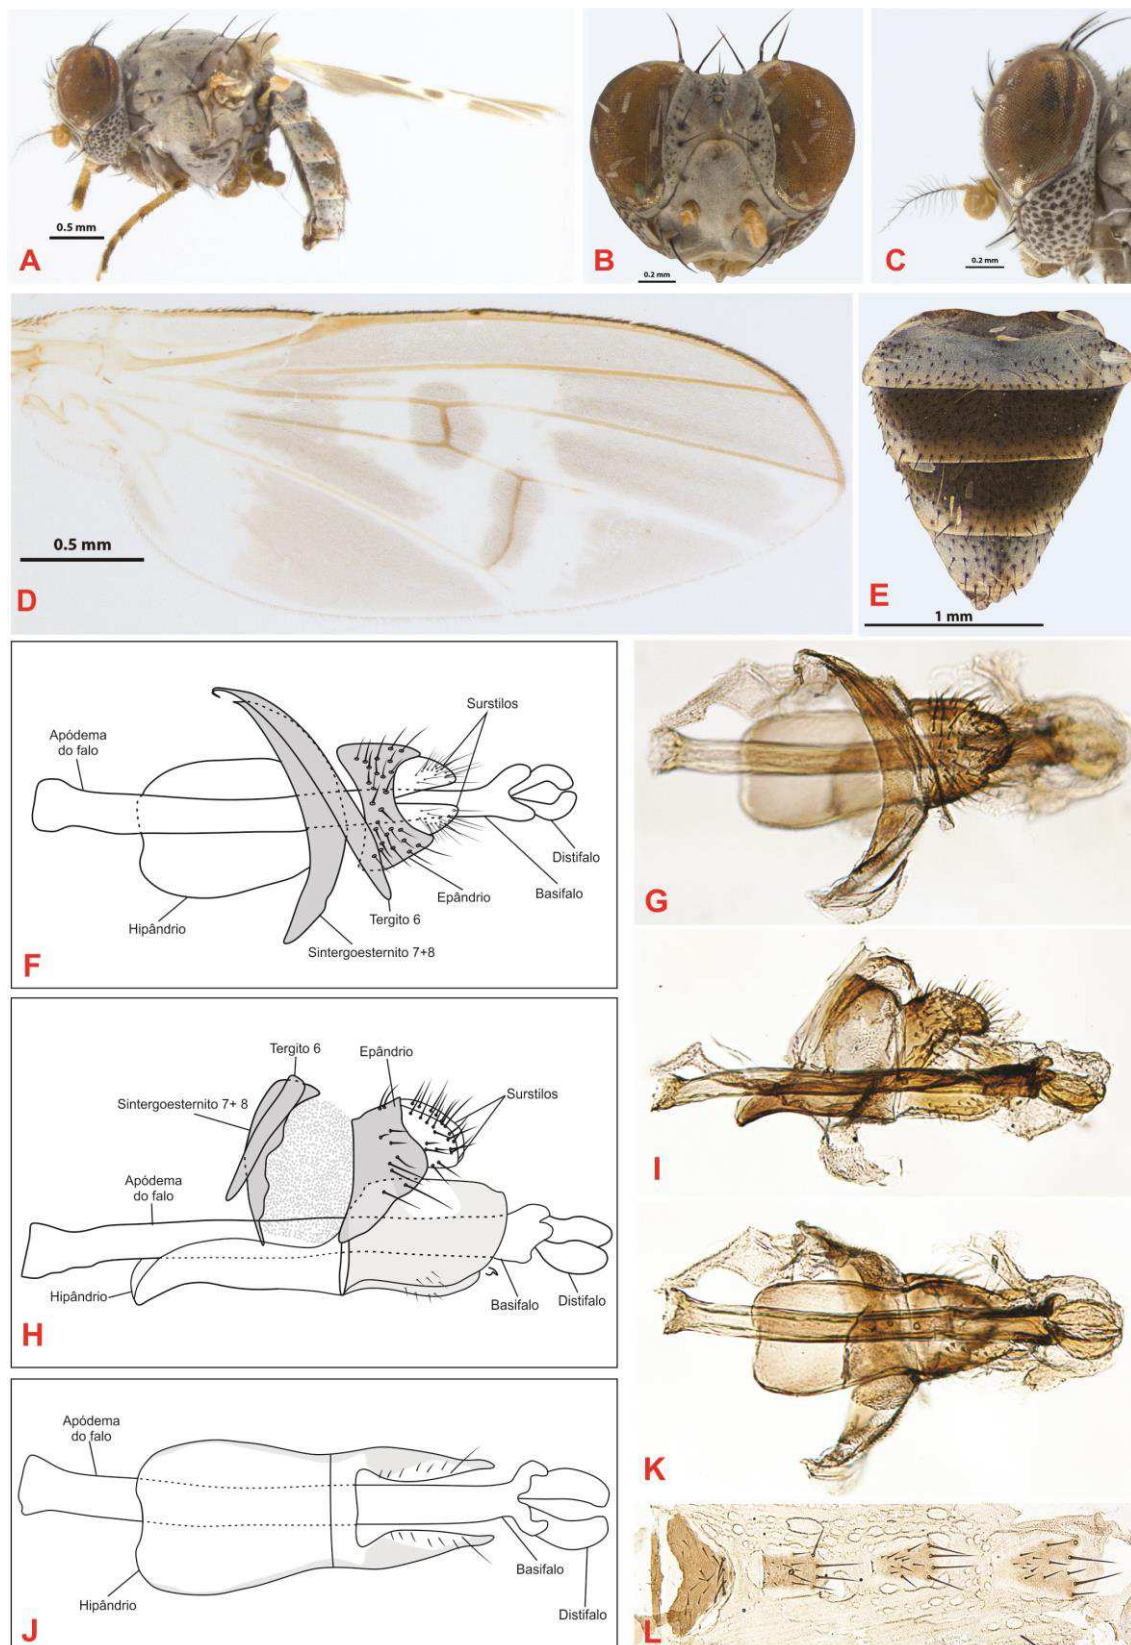 0.5 mm
A
0.2 mm
B
0.2 mm
C
0.5 mm
D
1 mm
E
Surstilos
Apódema
do falo
Distifalo
Basifalo
Epândrio
Tergito 6
Hipândrio
Sintergoesternito 7+8
F
G
Tergito 6
Epândrio
Surstilos
Sintergoesternito 7+ 8
Apódema
do falo
Hipândrio
Basifalo
Distifalo
H
I
Apódema
do falo
Basifalo
Hipândrio
Distifalo
J
K
L